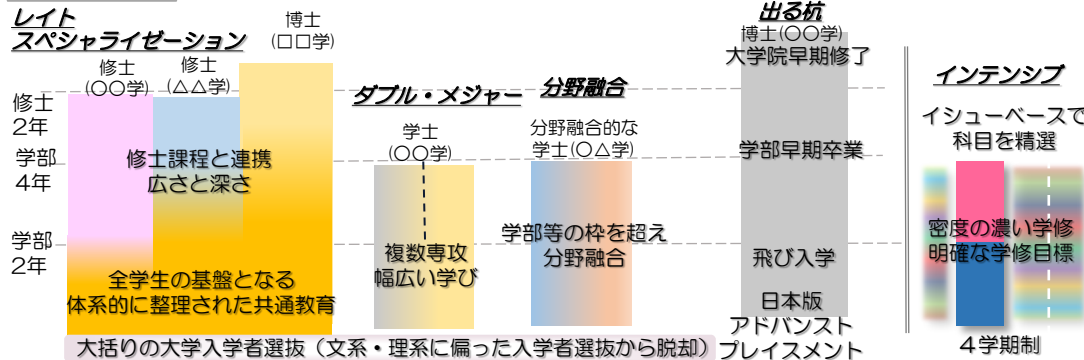 レイト
スペシャライゼーション
修士
(〇〇学)
修士
(△△学)
博士
(□□学)
修士
2年
学部
4年
学部
2年
修士課程と連携
広さと深さ
全学生の基盤となる
体系的に整理された共通教育
ダブル・メジャー
学士
(〇〇学)
複数専攻
幅広い学び
分野融合
分野融合的な
学士(〇△学)
学部等の枠を超え
分野融合
出る杭
博士(〇〇学)
大学院早期修了
学部早期卒業
飛び入学
日本版
アドバンスト
プレイスメント
大括りの大学入学者選抜（文系・理系に偏った入学者選抜から脱却）
インテンシブ
イシューベースで
科目を精選
密度の濃い学修
明確な学修目標
４学期制